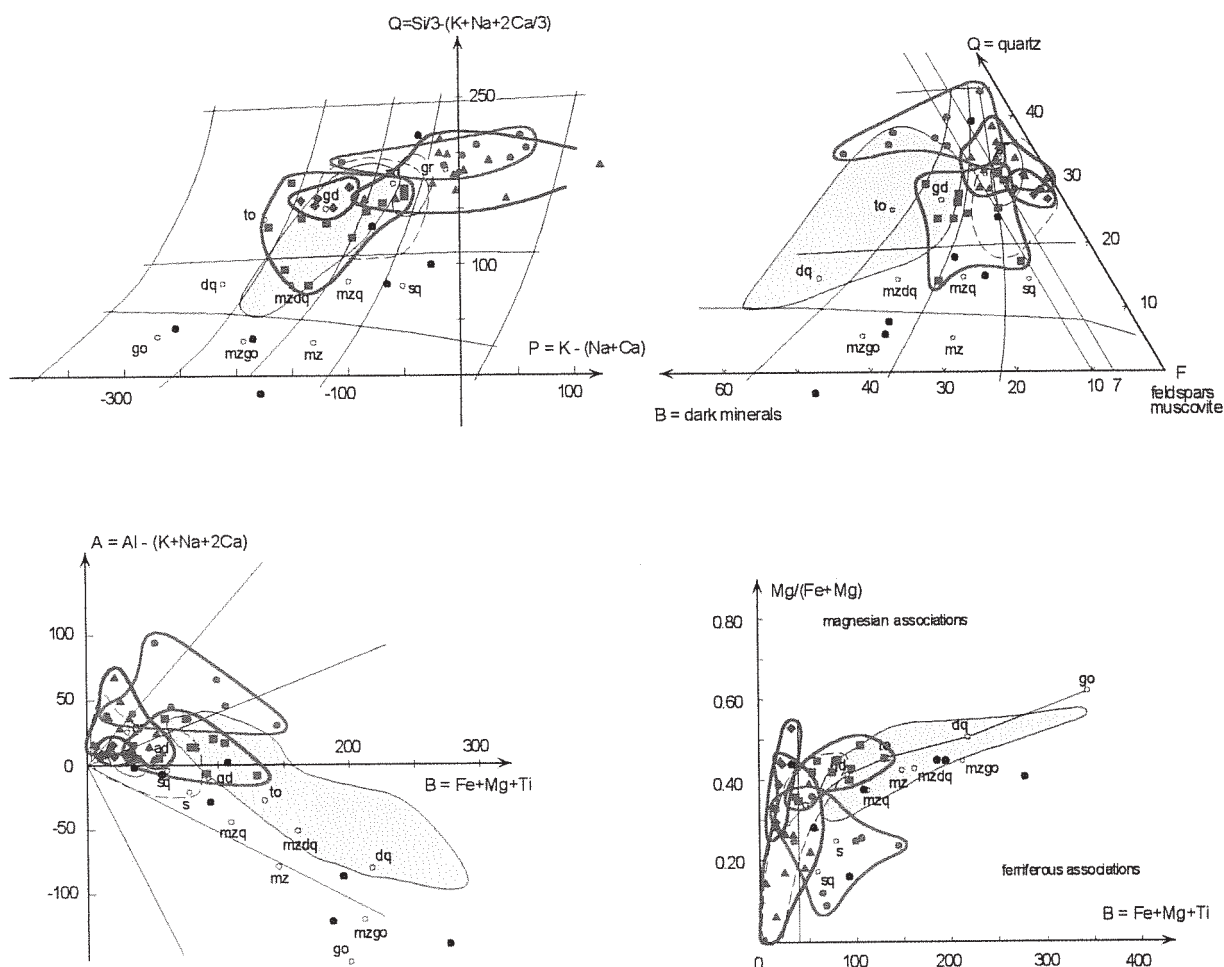 Q=Si/3-(K+Na+2Ca/3)
250
gr
gd
to
100
dq
mzdq
mzq
sq
go
mzgo
mz
P = K - (Na+Ca)
-300
-100
0
100
Q = quartz
40
30
gd
to
20
dq
mzdq
mzq
sq
10
mzgo
mz
F
60
40
30
20
10
7
feldspars
muscovite
B = dark minerals
A = Al - (K+Na+2Ca)
100
50
ad
200
300
0
sq
gd
B = Fe+Mg+Ti
s
to
-50
mzq
mzdq
dq
mz
-100
mzgo
go
Mg/(Fe+Mg)
0.80
magnesian associations
go
0.60
dq
0.40
mz
mzdq
mzgo
mzq
s
0.20
sq
ferriferous associations
B = Fe+Mg+Ti
0
100
200
300
400